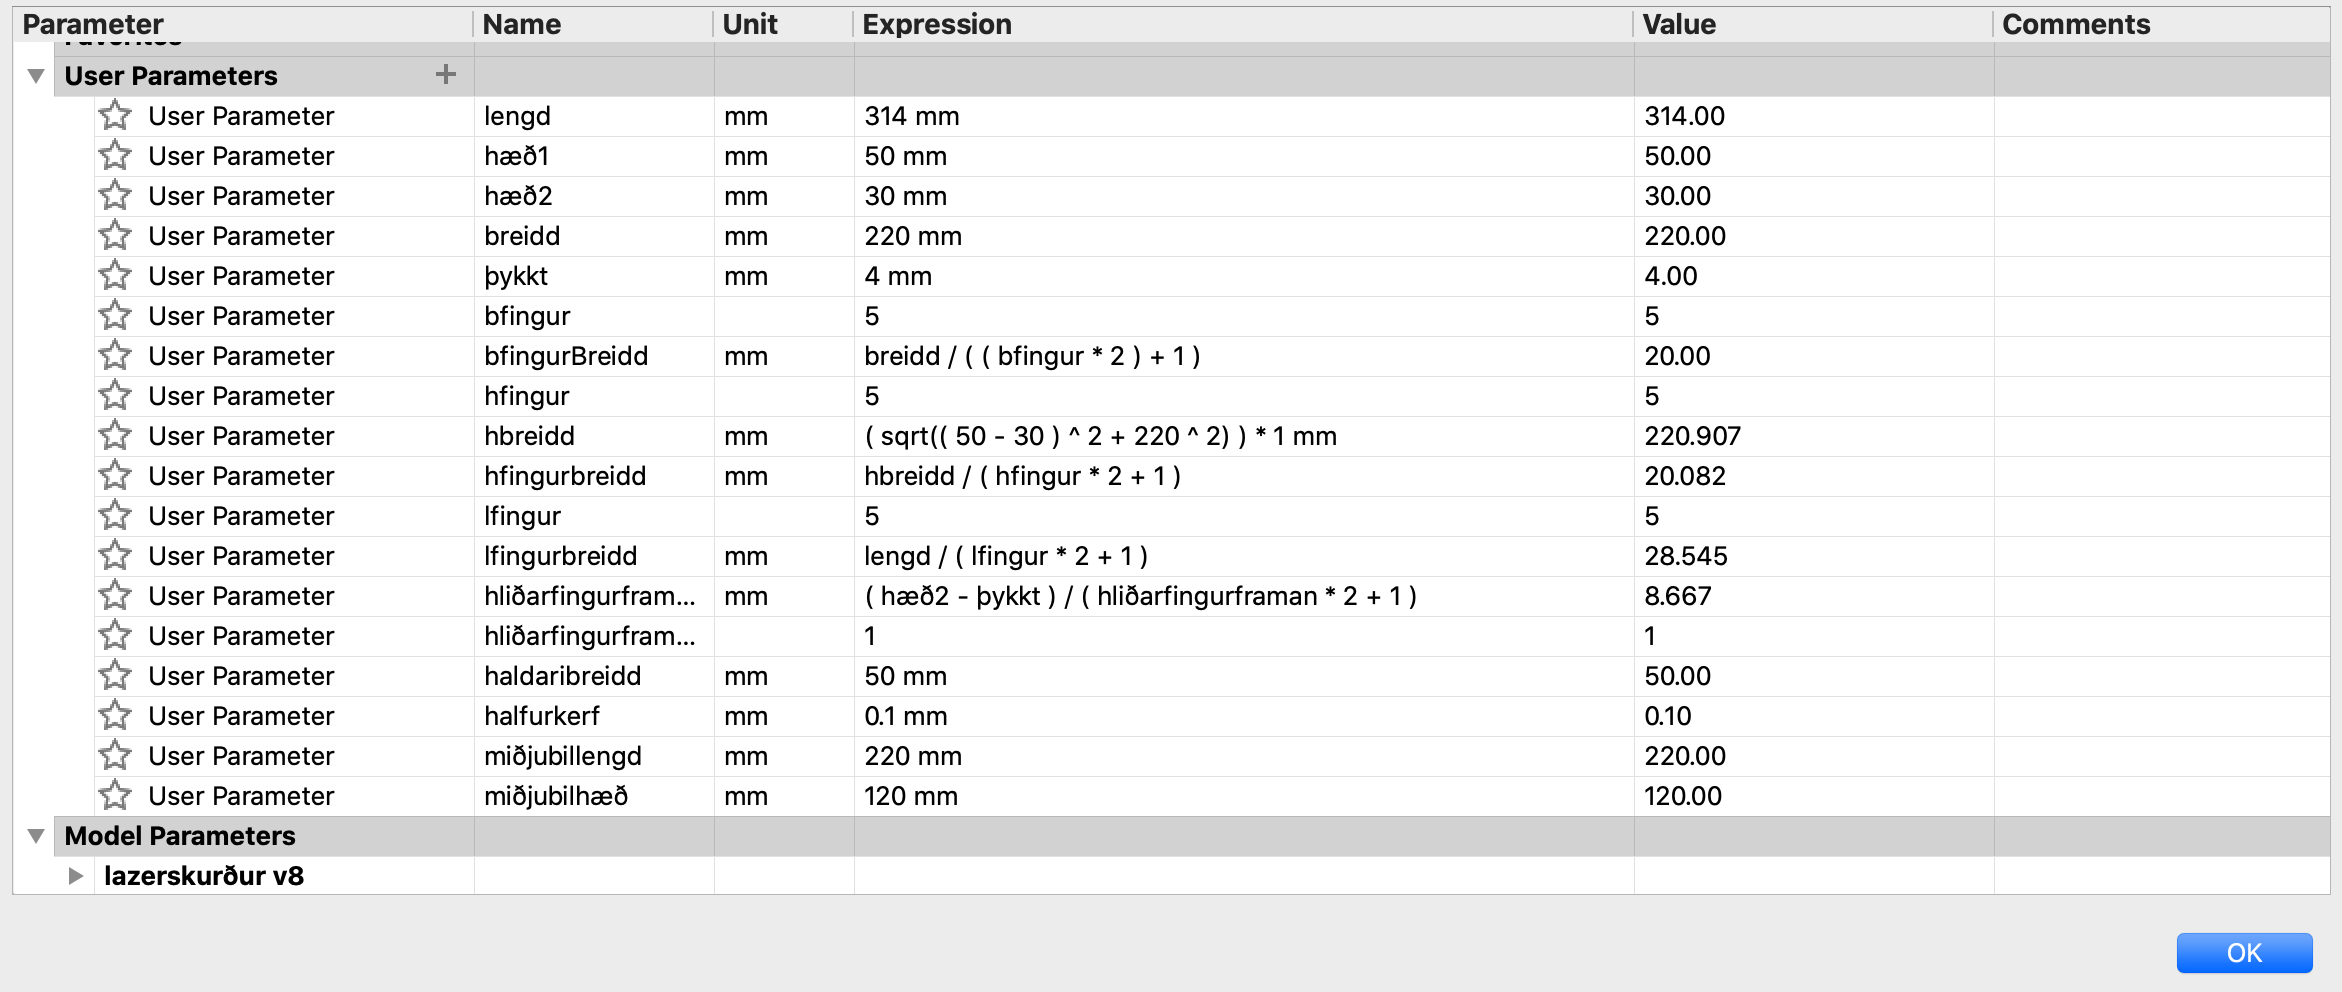 Parameter Name Unit Expression Value Comments
Favorites
User Parameters +
User Parameter lengd mm 314 mm 314.00
User Parameter hæð1 mm 50 mm 50.00
User Parameter hæð2 mm 30 mm 30.00
User Parameter breidd mm 220 mm 220.00
User Parameter þykkt mm 4 mm 4.00
User Parameter bfingur 5 5
User Parameter bfingurBreidd mm breidd / ( ( bfingur * 2 ) + 1 ) 20.00
User Parameter hfingur 5 5
User Parameter hbreidd mm ( sqrt(( 50 - 30 ) ^ 2 + 220 ^ 2) ) * 1 mm 220.907
User Parameter hfingurbreidd mm hbreidd / ( hfingur * 2 + 1 ) 20.082
User Parameter lfingur 5 5
User Parameter lfingurbreidd mm lengd / ( lfingur * 2 + 1 ) 28.545
User Parameter hliðarfingurfram... mm ( hæð2 - þykkt ) / ( hliðarfingurframan * 2 + 1 ) 8.667
User Parameter hliðarfingurfram... 1 1
User Parameter haldaribreidd mm 50 mm 50.00
User Parameter halfurkerf mm 0.1 mm 0.10
User Parameter miðjubillengd mm 220 mm 220.00
User Parameter miðjubilhæð mm 120 mm 120.00
Model Parameters
lazerskurður v8
OK